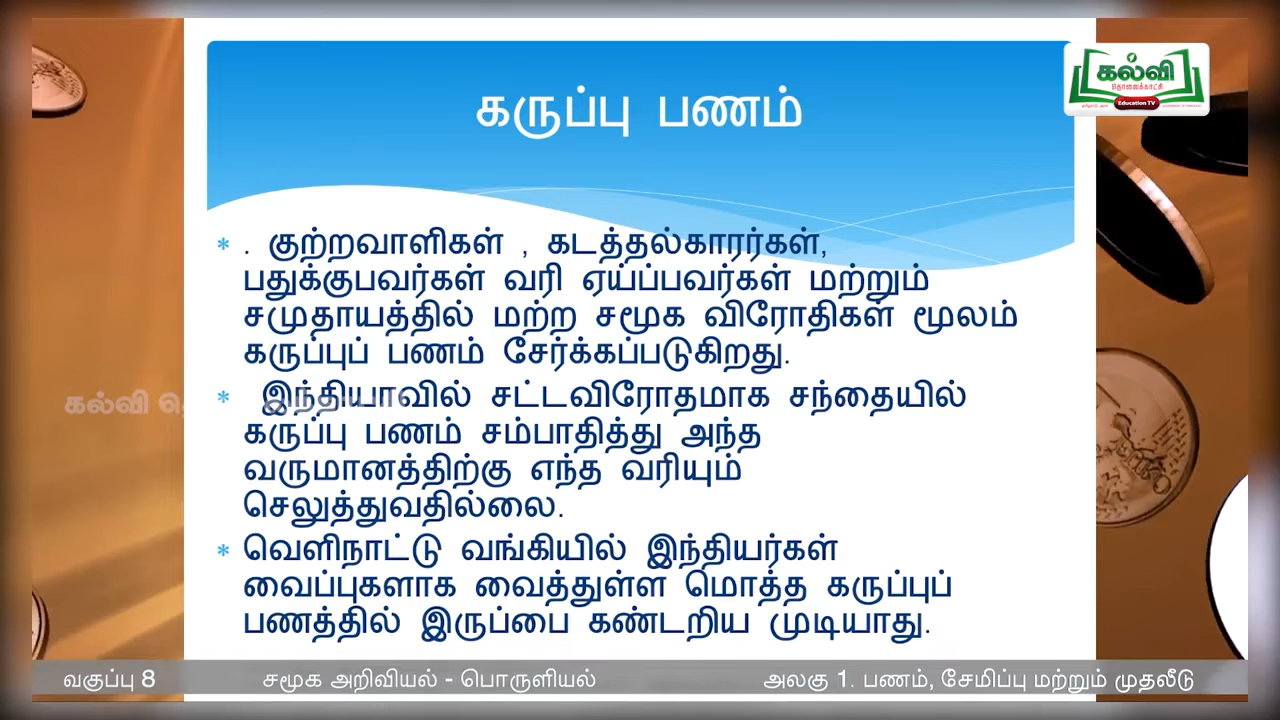 கருப்பு பணம்
கல்வி
தொலைக்காட்சி
Education TV
* . குற்றவாளிகள் , கடத்தல்காரர்கள்,
பதுக்குபவர்கள் வரி ஏய்ப்பவர்கள் மற்றும்
சமுதாயத்தில் மற்ற சமூக விரோதிகள் மூலம்
கருப்புப் பணம் சேர்க்கப்படுகிறது.
* இந்தியாவில் சட்டவிரோதமாக சந்தையில்
கருப்பு பணம் சம்பாதித்து அந்த
வருமானத்திற்கு எந்த வரியும்
செலுத்துவதில்லை.
* வெளிநாட்டு வங்கியில் இந்தியர்கள்
வைப்புகளாக வைத்துள்ள மொத்த கருப்புப்
பணத்தில் இருப்பை கண்டறிய முடியாது.
கல்வி
வகுப்பு 8 சமூக அறிவியல் - பொருளியல் அலகு 1. பணம், சேமிப்பு மற்றும் முதலீடு